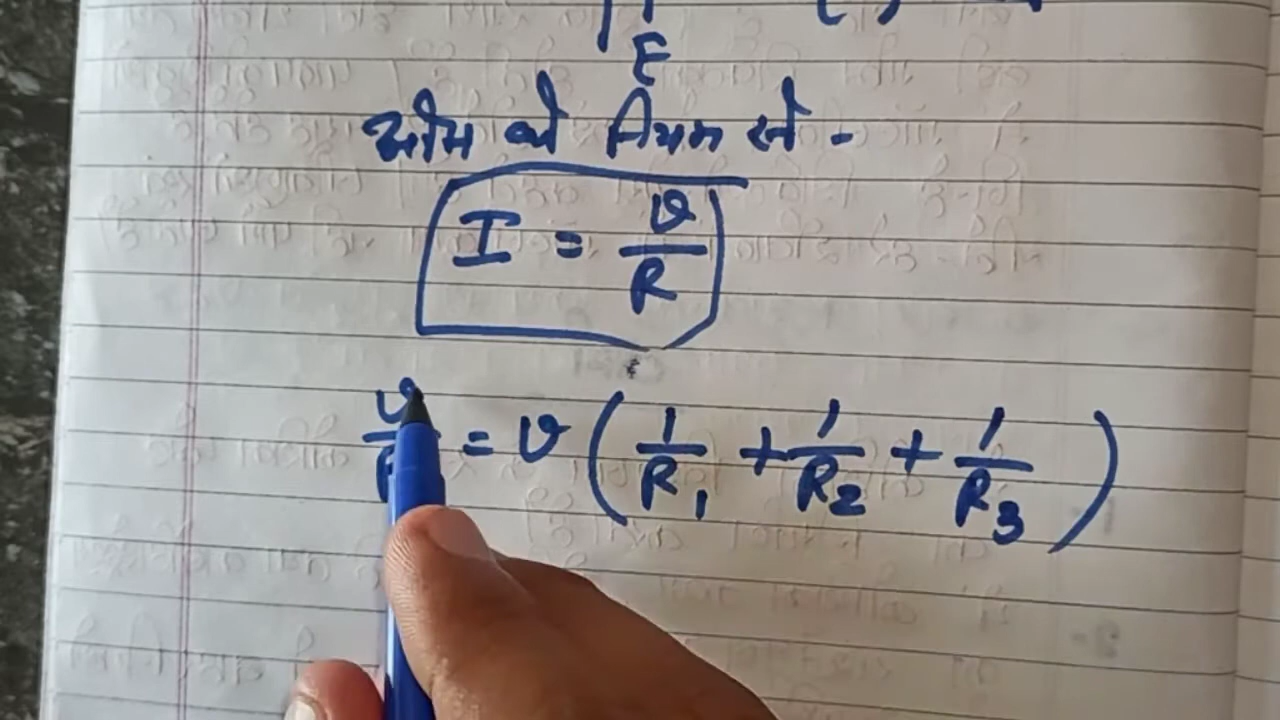 E
ओम के नियम से -
I = v/R
v/R = v ( 1/R₁ + 1/R₂ + 1/R₃ )